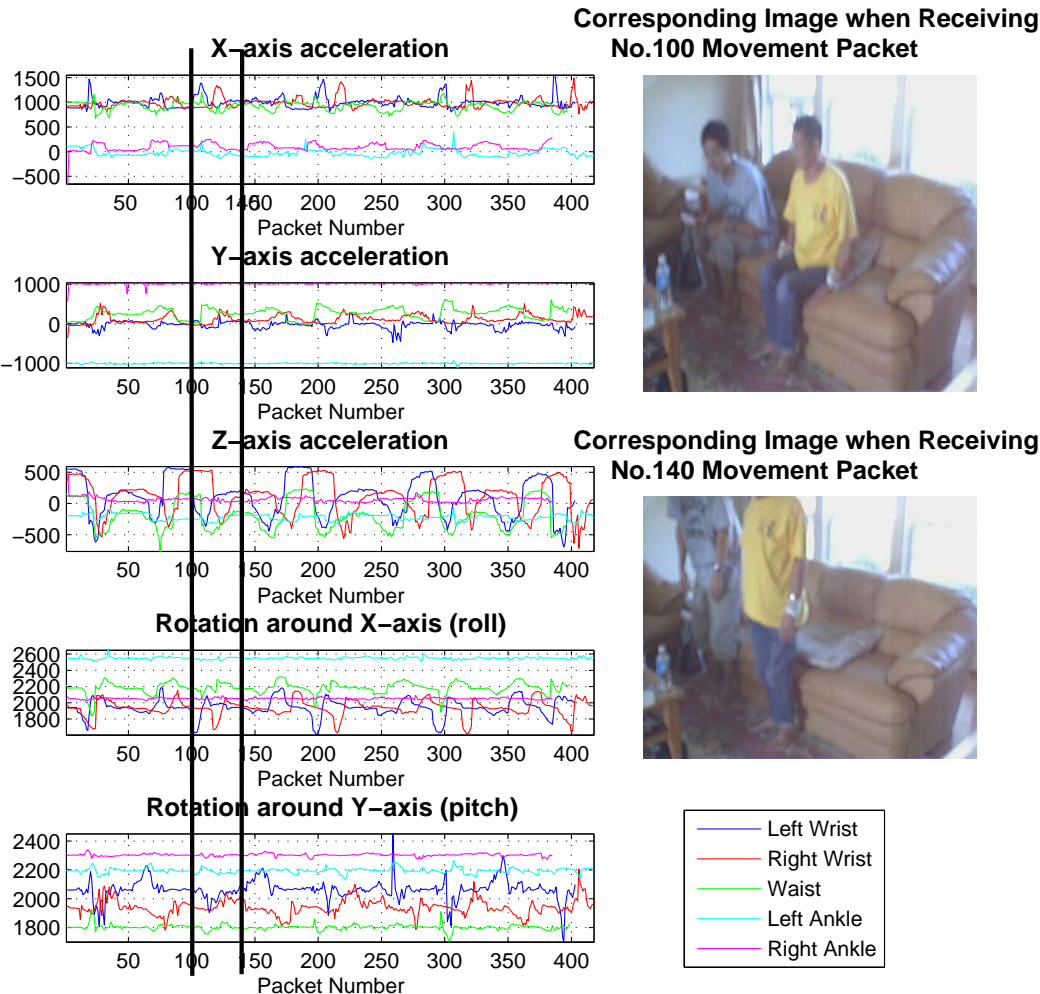 Corresponding Image when Receiving
No.100 Movement Packet
X−axis acceleration
1500
1000
500
0
−500
50 100 140 150 200 250 300 350 400
Packet Number
Y−axis acceleration
1000
0
−1000
50 100 150 200 250 300 350 400
Packet Number
Z−axis acceleration
500
0
−500
50 100 150 200 250 300 350 400
Packet Number
Corresponding Image when Receiving
No.140 Movement Packet
Rotation around X−axis (roll)
2600
2400
2200
2000
1800
50 100 150 200 250 300 350 400
Packet Number
Rotation around Y−axis (pitch)
2400
2200
2000
1800
50 100 150 200 250 300 350 400
Packet Number
Left Wrist
Right Wrist
Waist
Left Ankle
Right Ankle